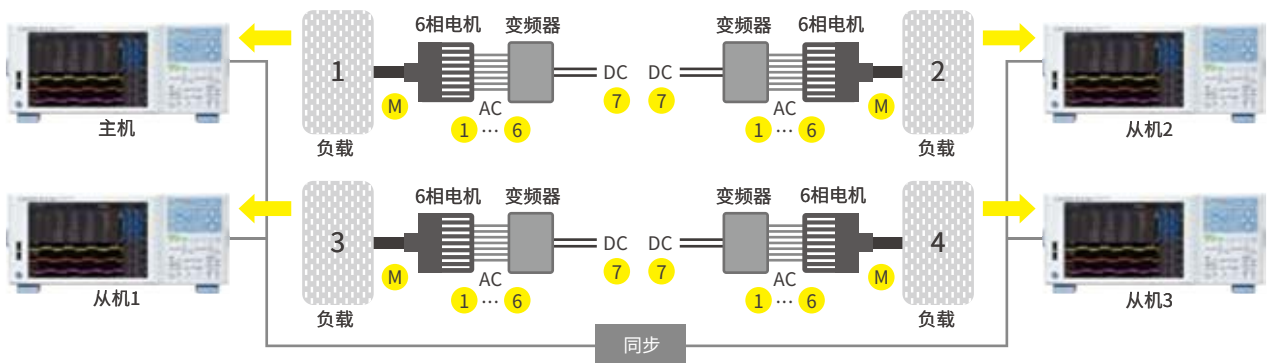 6相电机 变频器 变频器 6相电机
1 DC DC 2
M 7 7 M
AC AC
1 … 6 1 … 6
主机 从机2
负载 负载
6相电机 变频器 变频器 6相电机
3 DC DC 4
M 7 7 M
AC AC
1 … 6 1 … 6
从机1 从机3
负载 负载
同步